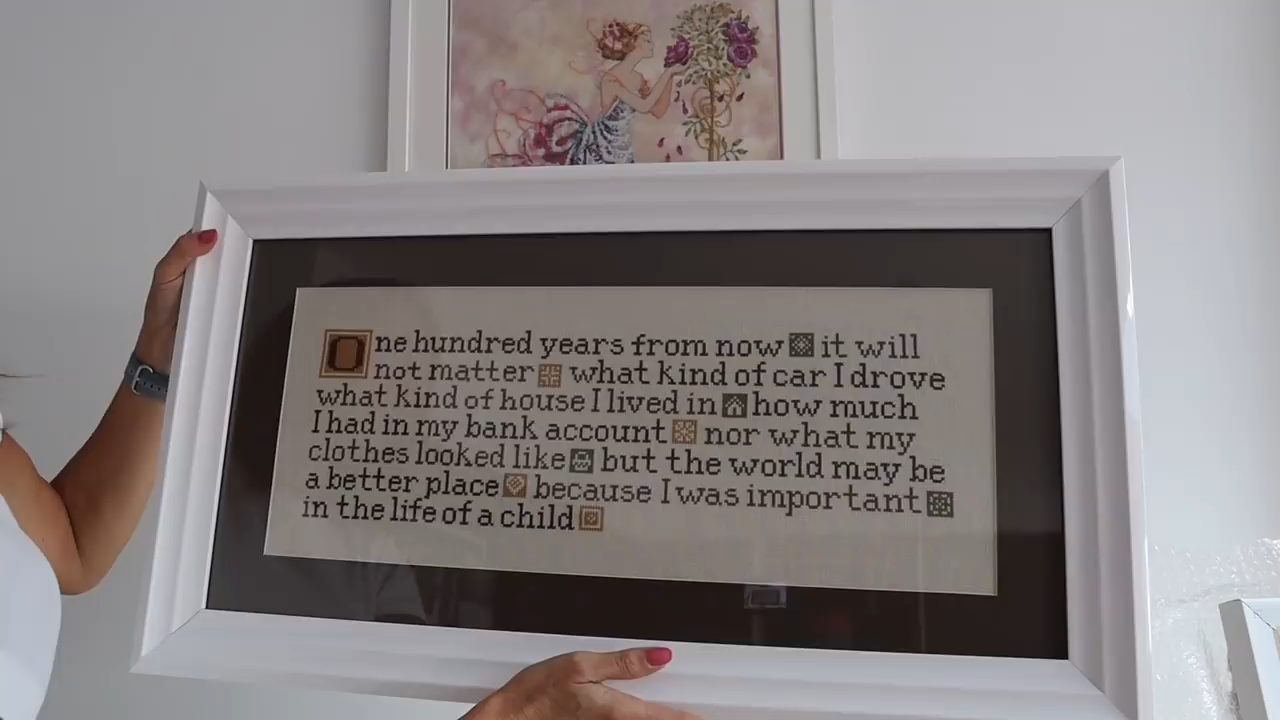 One hundred years from now it will
not matter what kind of car I drove
what kind of house I lived in how much
I had in my bank account nor what my
clothes looked like but the world may be
a better place because I was important
in the life of a child